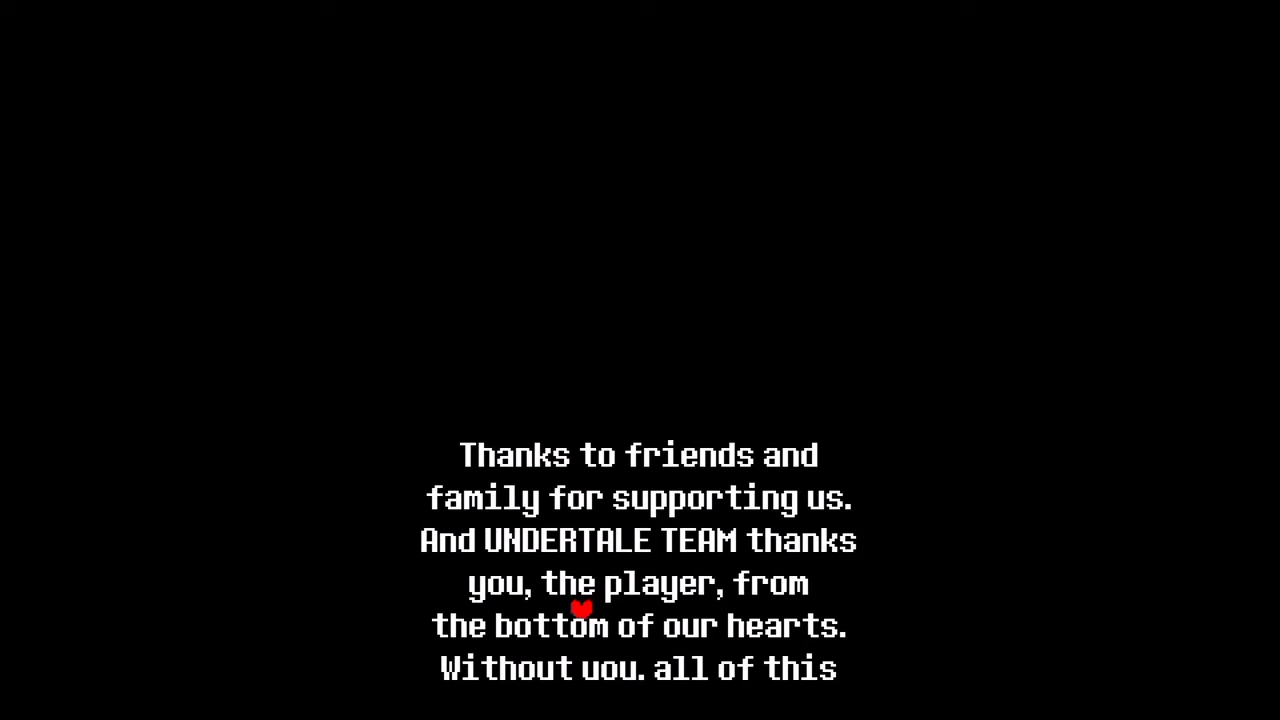 Thanks to friends and
family for supporting us.
And UNDERTALE TEAM thanks
you, the player, from
the bottom of our hearts.
Without you, all of this